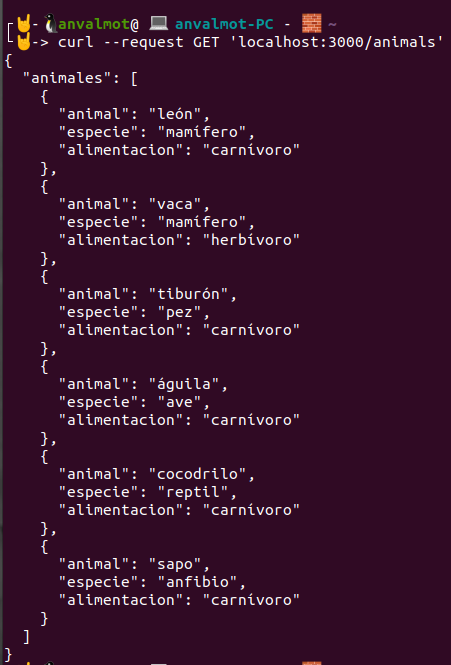 anvalmot@ anvalmot-PC - ~
-> curl --request GET 'localhost:3000/animals'
{
  "animales": [
    {
      "animal": "león",
      "especie": "mamífero",
      "alimentacion": "carnívoro"
    },
    {
      "animal": "vaca",
      "especie": "mamífero",
      "alimentacion": "herbívoro"
    },
    {
      "animal": "tiburón",
      "especie": "pez",
      "alimentacion": "carnívoro"
    },
    {
      "animal": "águila",
      "especie": "ave",
      "alimentacion": "carnívoro"
    },
    {
      "animal": "cocodrilo",
      "especie": "reptil",
      "alimentacion": "carnívoro"
    },
    {
      "animal": "sapo",
      "especie": "anfibio",
      "alimentacion": "carnívoro"
    }
  ]
}